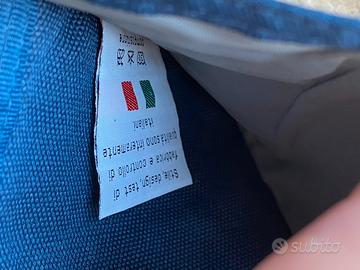 Stile, design, test di
fabbrica e controllo di
qualità sono interamente
italiani
subito